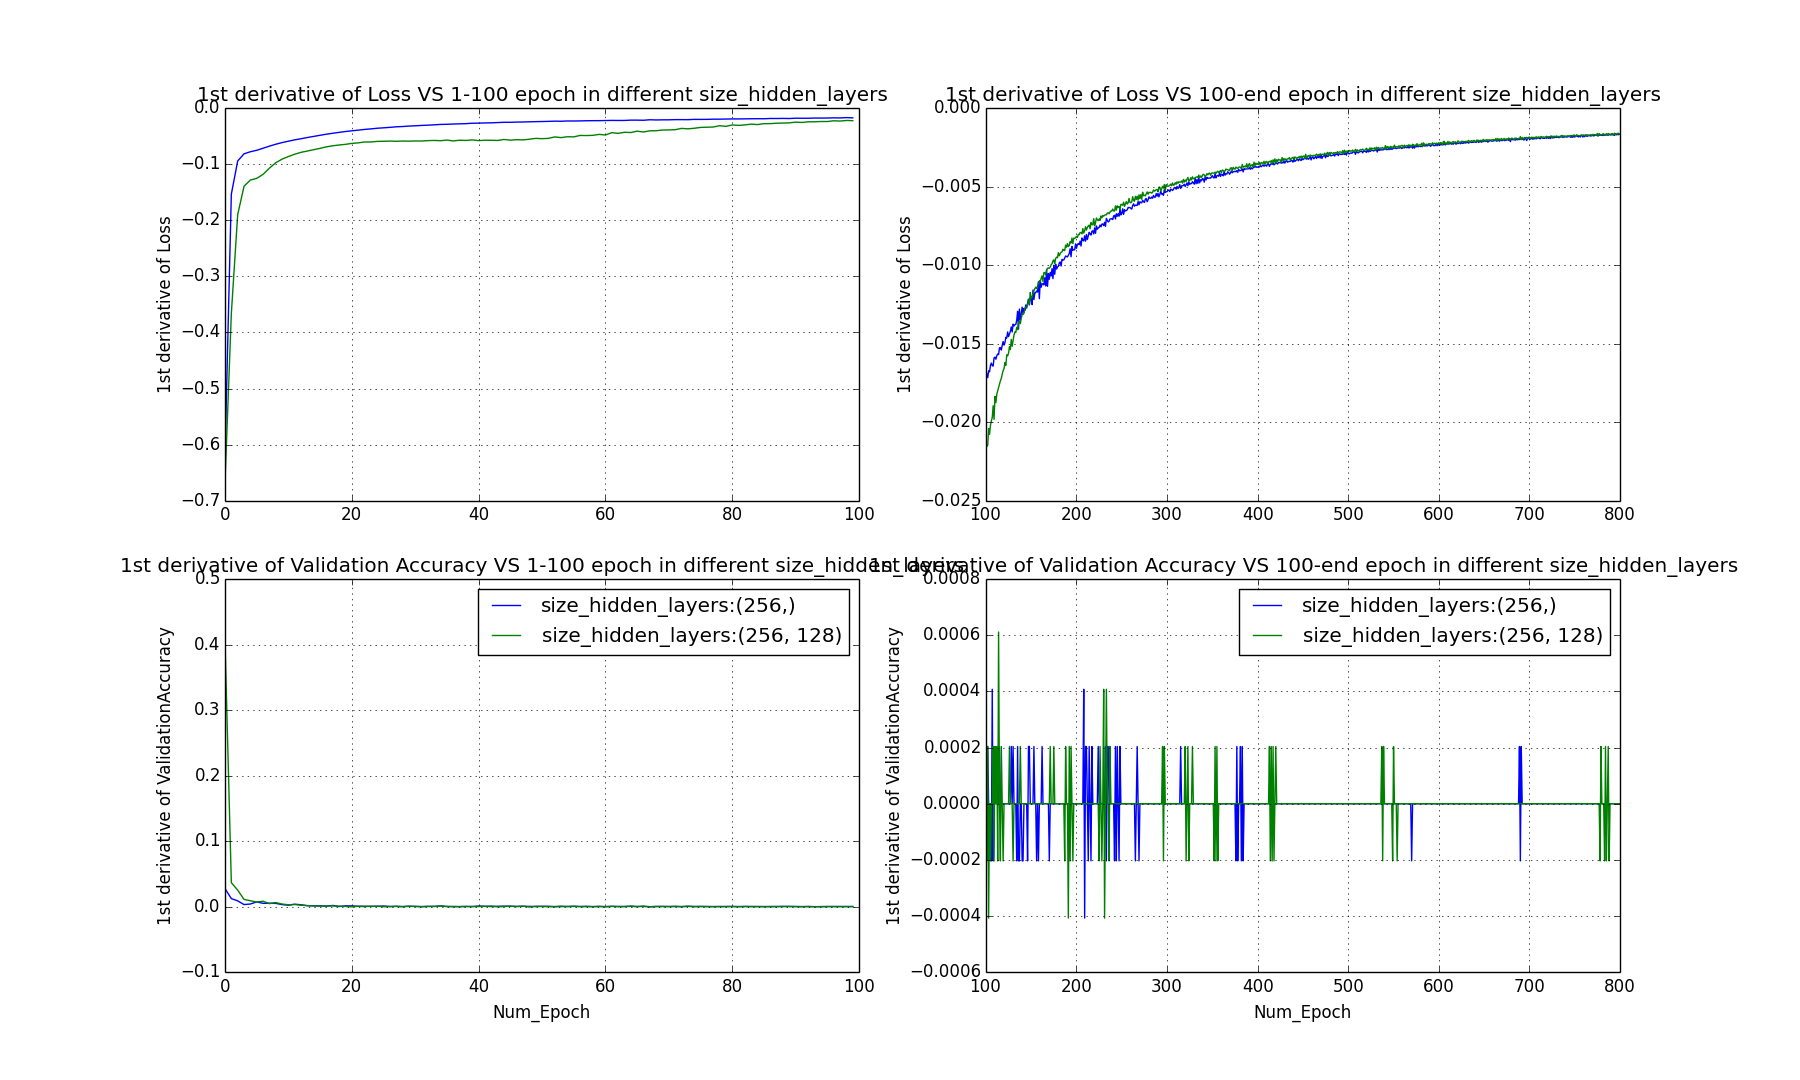 1st derivative of Loss VS 1-100 epoch in different size_hidden_layers
0.0
−0.1
−0.2
−0.3
−0.4
−0.5
−0.6
−0.7
1st derivative of Loss
0 20 40 60 80 100
1st derivative of Loss VS 100-end epoch in different size_hidden_layers
0.000
−0.005
−0.010
−0.015
−0.020
−0.025
1st derivative of Loss
100 200 300 400 500 600 700 800
1st derivative of Validation Accuracy VS 1-100 epoch in different size_hidden_layers
0.5
0.4
0.3
0.2
0.1
0.0
−0.1
1st derivative of ValidationAccuracy
size_hidden_layers:(256,)
size_hidden_layers:(256, 128)
0 20 40 60 80 100
Num_Epoch
1st derivative of Validation Accuracy VS 100-end epoch in different size_hidden_layers
0.0008
0.0006
0.0004
0.0002
0.0000
−0.0002
−0.0004
−0.0006
1st derivative of ValidationAccuracy
size_hidden_layers:(256,)
size_hidden_layers:(256, 128)
100 200 300 400 500 600 700 800
Num_Epoch